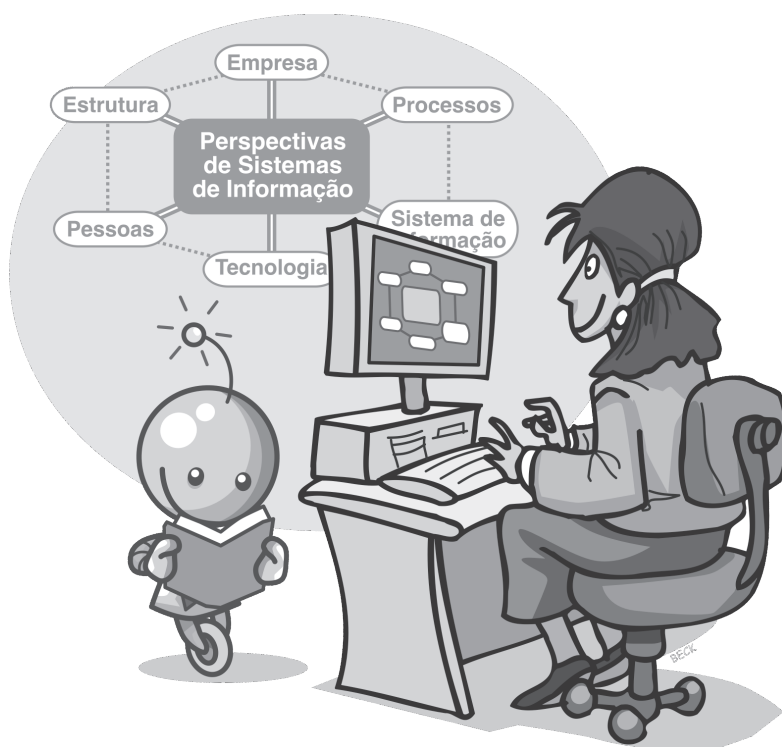 Empresa
Estrutura
Processos
Perspectivas
de Sistemas
de Informação
Pessoas
Sistema de
Tecnologia
BECK